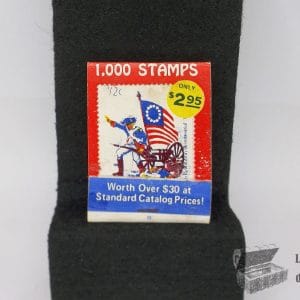 1,000 STAMPS
ONLY
$2.95
Worth Over $30 at
Standard Catalog Prices!